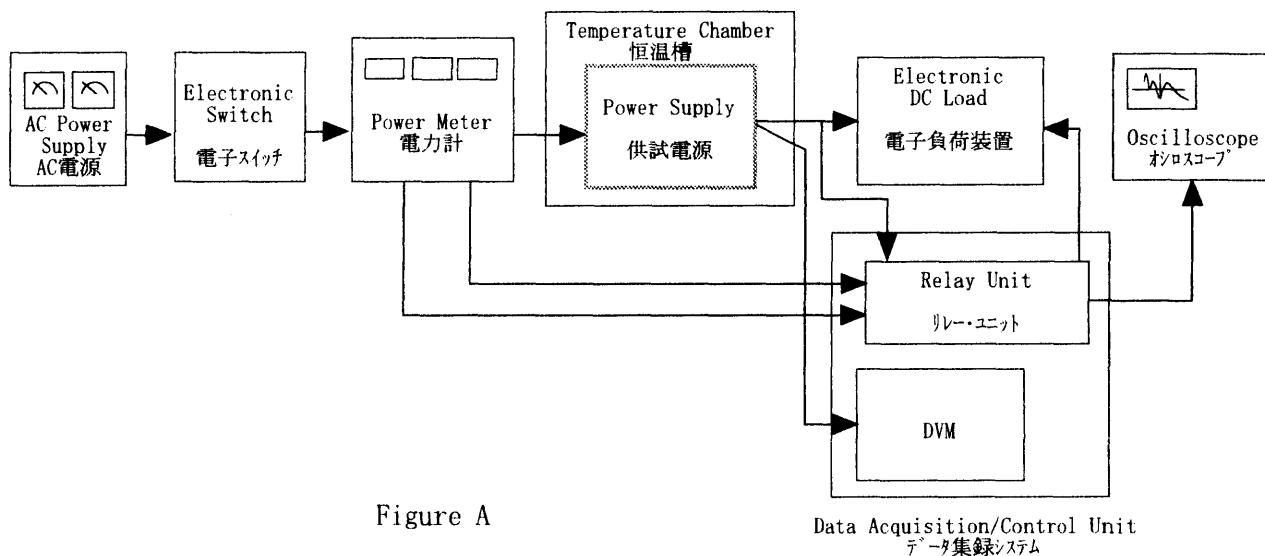 AC Power
Supply
AC電源
Electronic
Switch
電子スイッチ
Power Meter
電力計
Temperature Chamber
恒温槽
Power Supply
供試電源
Electronic
DC Load
電子負荷装置
Oscilloscope
オシロスコープ
Relay Unit
リレー・ユニット
DVM
Figure A
Data Acquisition/Control Unit
データ集録システム